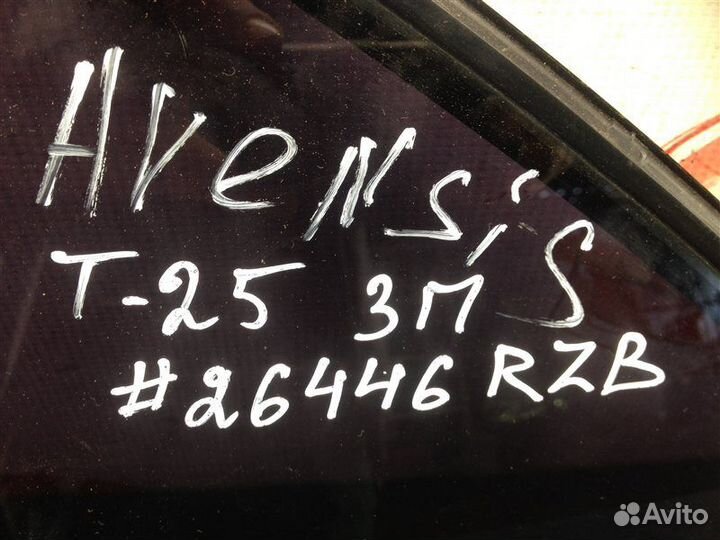 Avensis
T-25 ЗП
#26446 RZB
Avito